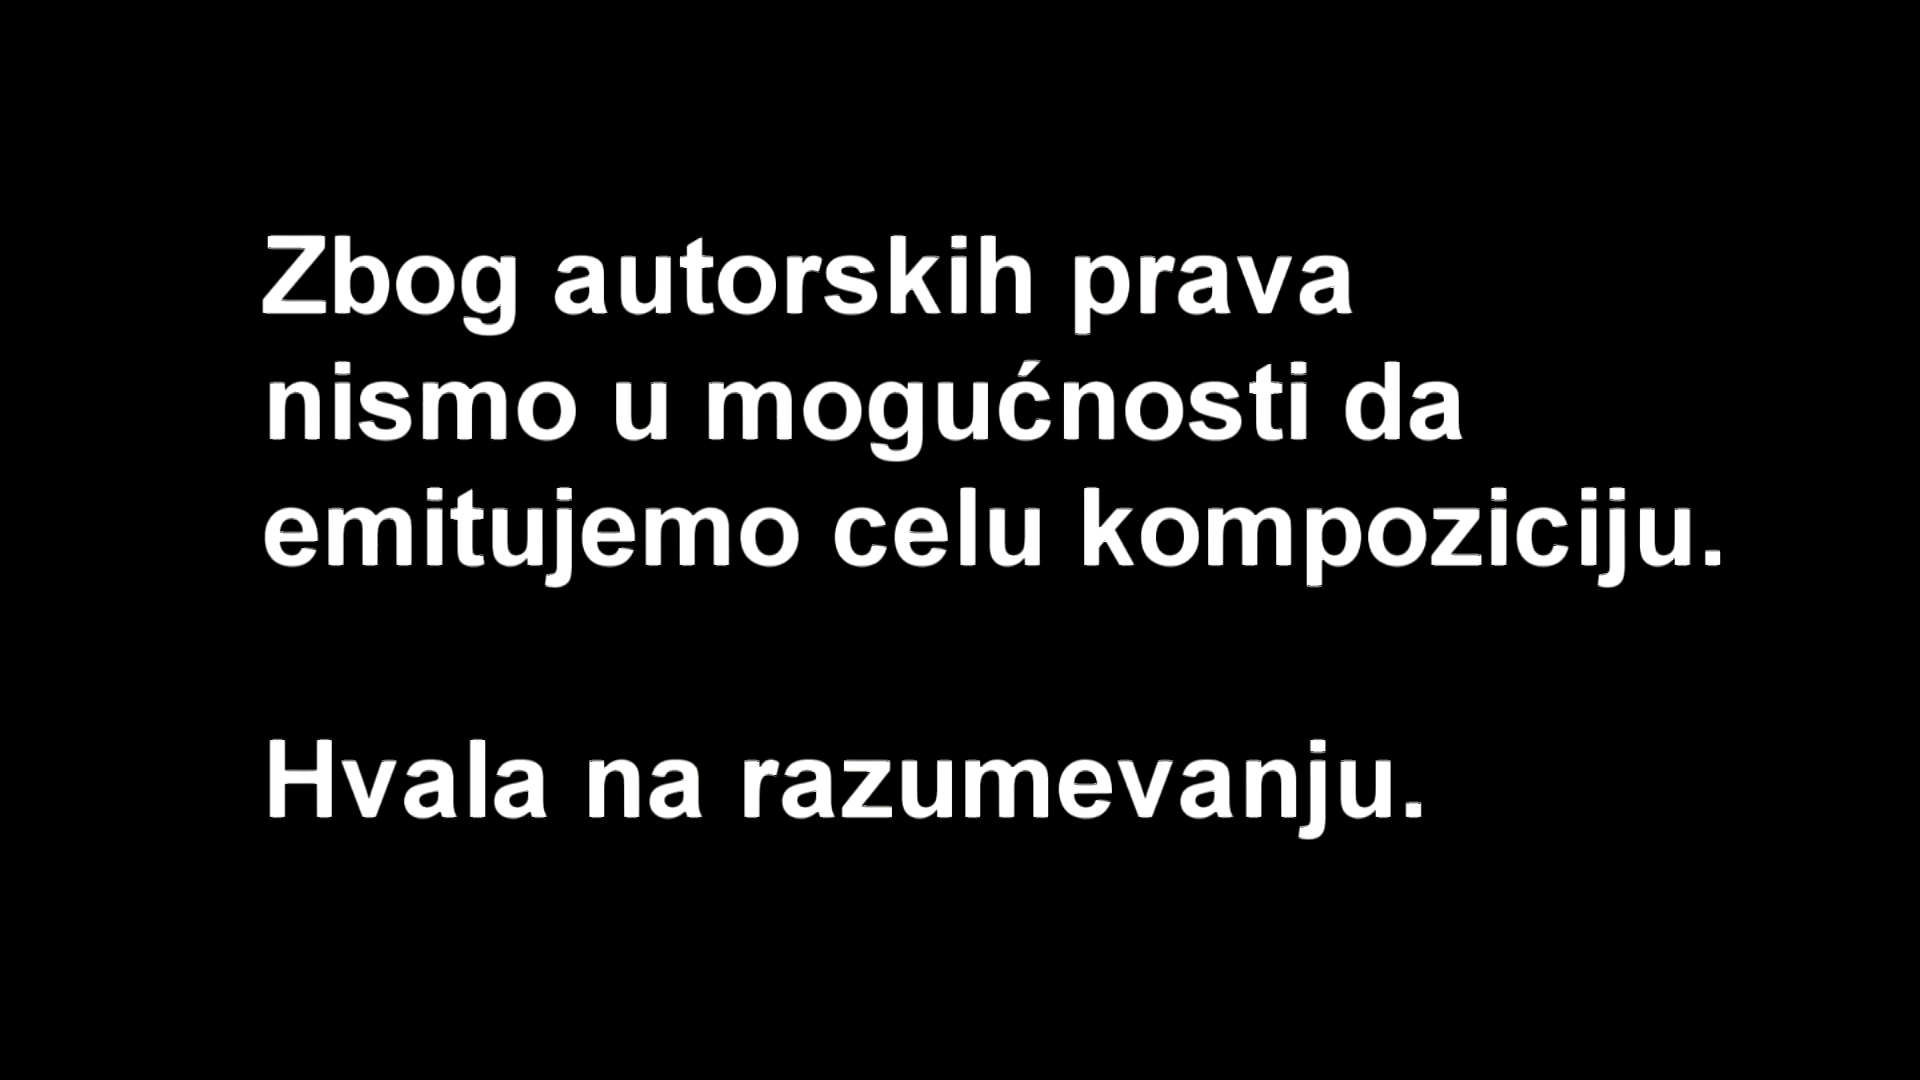 Zbog autorskih prava
nismo u mogućnosti da
emitujemo celu kompoziciju.
Hvala na razumevanju.